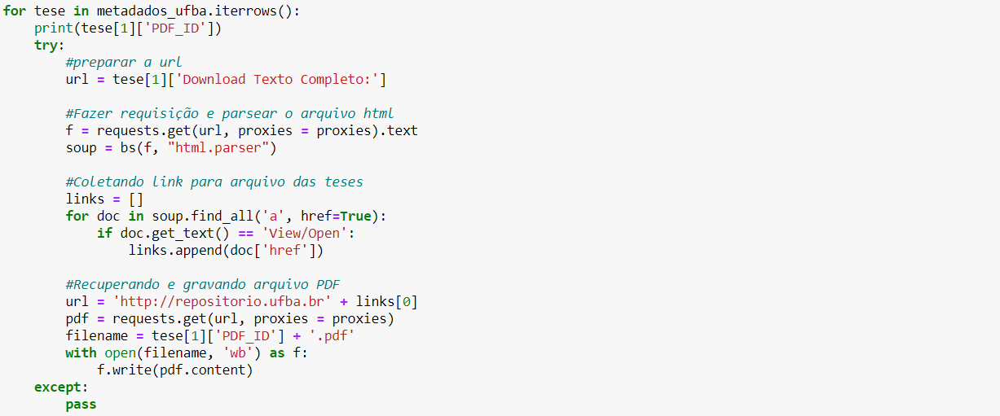 for tese in metadados_ufba.iterrows():
    print(tese[1]['PDF_ID'])
    try:
        #preparar a url
        url = tese[1]['Download Texto Completo:']

        #Fazer requisição e parsear o arquivo html
        f = requests.get(url, proxies = proxies).text
        soup = bs(f, "html.parser")

        #Coletando link para arquivo das teses
        links = []
        for doc in soup.find_all('a', href=True):
            if doc.get_text() == 'View/Open':
                links.append(doc['href'])

        #Recuperando e gravando arquivo PDF
        url = 'http://repositorio.ufba.br' + links[0]
        pdf = requests.get(url, proxies = proxies)
        filename = tese[1]['PDF_ID'] + '.pdf'
        with open(filename, 'wb') as f:
            f.write(pdf.content)
    except:
        pass